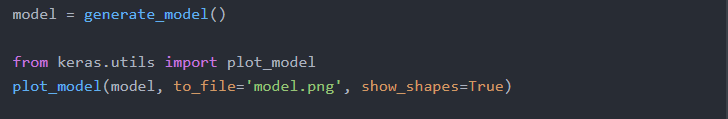 model = generate_model()
from keras.utils import plot_model
plot_model(model, to_file='model.png', show_shapes=True)